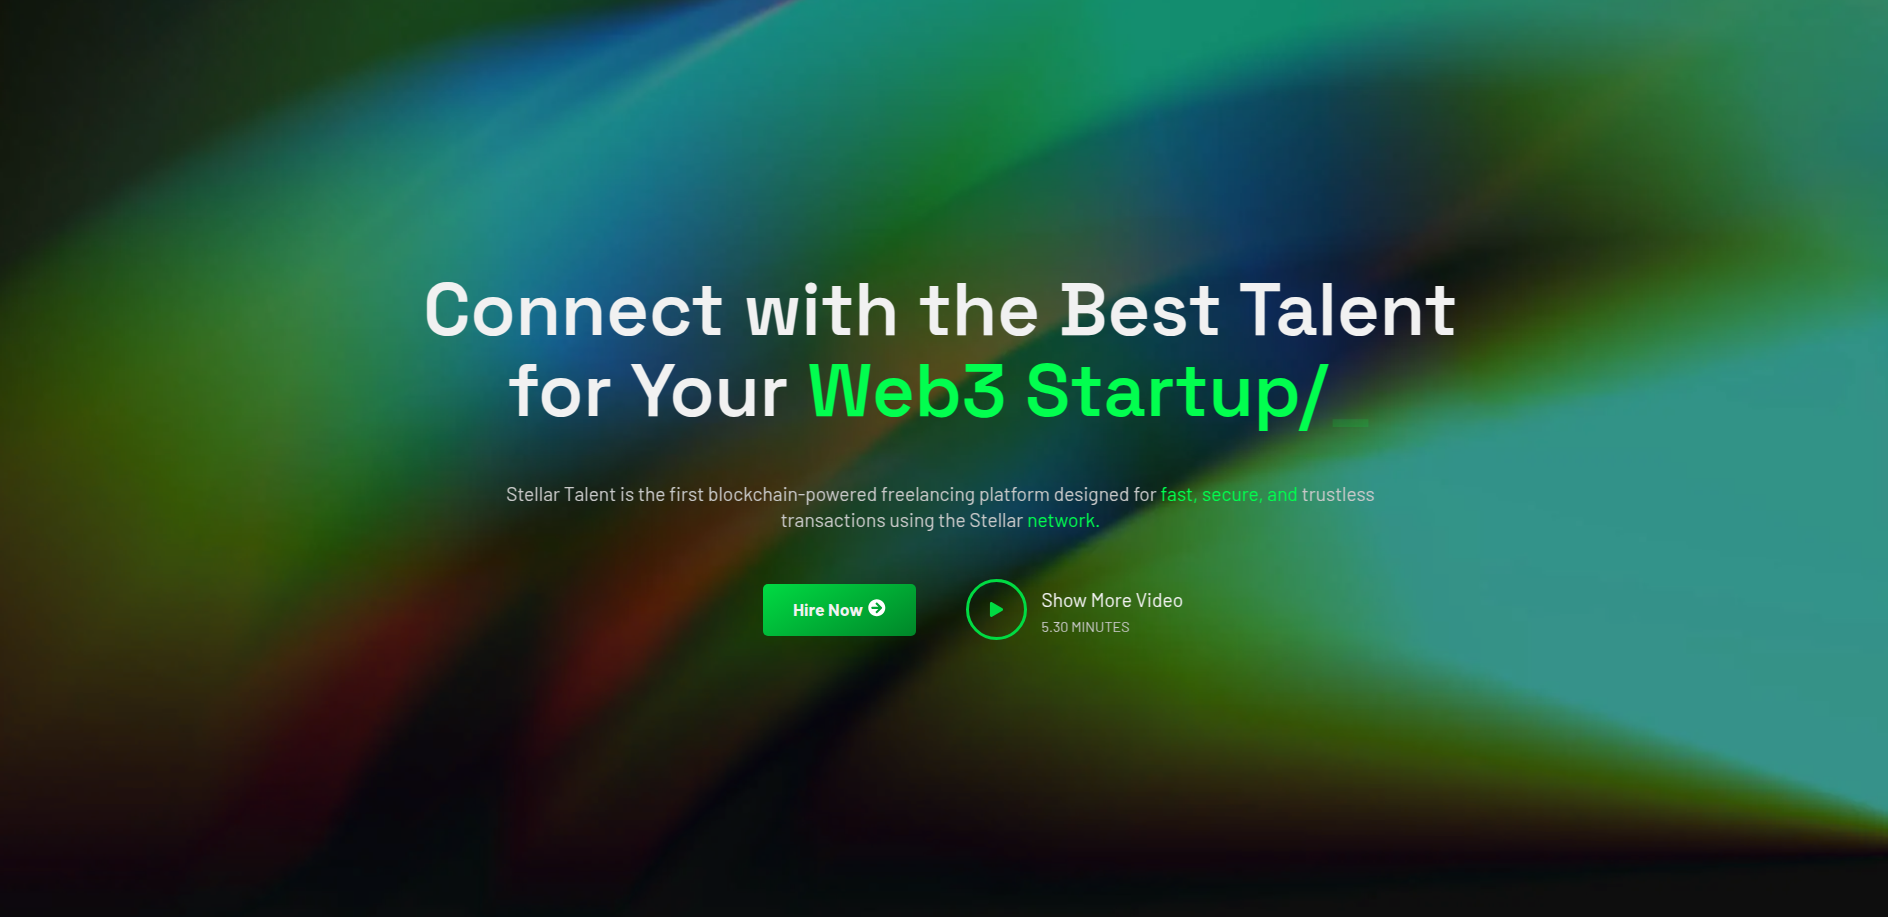 Connect with the Best Talent
for Your Web3 Startup/_
Stellar Talent is the first blockchain-powered freelancing platform designed for fast, secure, and trustless
transactions using the Stellar network.
Hire Now
Show More Video
5.30 MINUTES